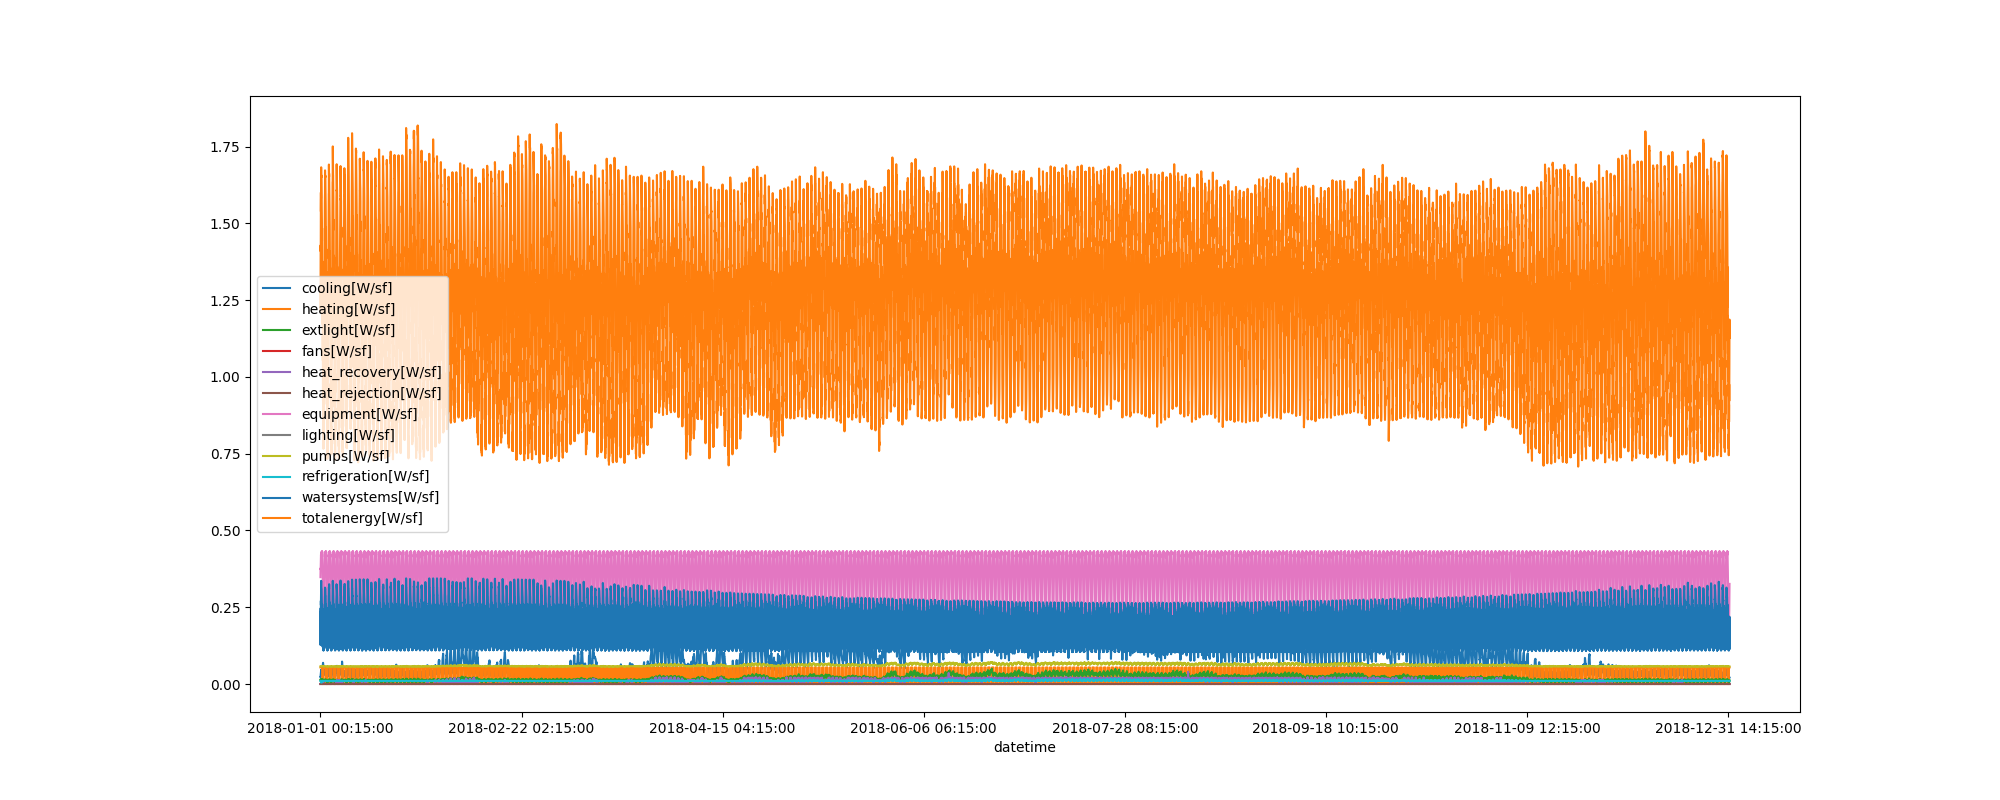 1.75
1.50
1.25
1.00
0.75
0.50
0.25
0.00
cooling[W/sf]
heating[W/sf]
extlight[W/sf]
fans[W/sf]
heat_recovery[W/sf]
heat_rejection[W/sf]
equipment[W/sf]
lighting[W/sf]
pumps[W/sf]
refrigeration[W/sf]
watersystems[W/sf]
totalenergy[W/sf]
2018-01-01 00:15:00
2018-02-22 02:15:00
2018-04-15 04:15:00
2018-06-06 06:15:00
2018-07-28 08:15:00
2018-09-18 10:15:00
2018-11-09 12:15:00
2018-12-31 14:15:00
datetime